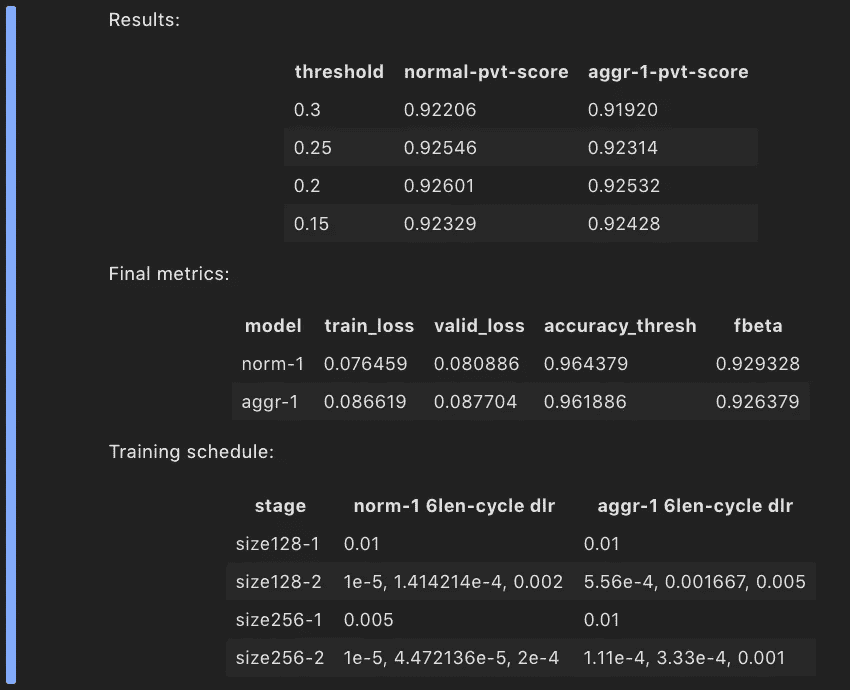 Results:
threshold normal-pvt-score aggr-1-pvt-score
0.3 0.92206 0.91920
0.25 0.92546 0.92314
0.2 0.92601 0.92532
0.15 0.92329 0.92428
Final metrics:
model train_loss valid_loss accuracy_thresh fbeta
norm-1 0.076459 0.080886 0.964379 0.929328
aggr-1 0.086619 0.087704 0.961886 0.926379
Training schedule:
stage norm-1 6len-cycle dlr aggr-1 6len-cycle dlr
size128-1 0.01 0.01
size128-2 1e-5, 1.414214e-4, 0.002 5.56e-4, 0.001667, 0.005
size256-1 0.005 0.01
size256-2 1e-5, 4.472136e-5, 2e-4 1.11e-4, 3.33e-4, 0.001